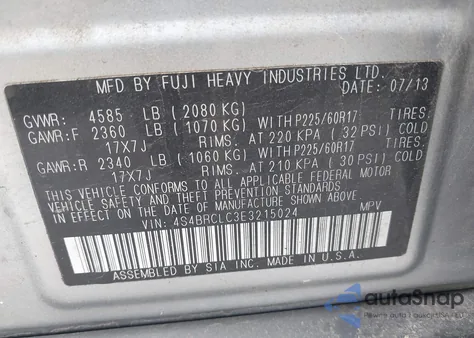 MFD BY FUJI HEAVY INDUSTRIES LTD.
DATE: 07/13
GVWR: 4585 LB (2080 KG)
GAWR:F 2360 LB (1070 KG) WITH P225/60R17 TIRES,
17X7J RIMS. AT 220 KPA (32 PSI) COLD
GAWR:R 2340 LB (1060 KG) WITH P225/60R17 TIRES,
17X7J RIMS. AT 210 KPA (30 PSI) COLD
THIS VEHICLE CONFORMS TO ALL APPLICABLE FEDERAL MOTOR
VEHICLE SAFETY, BUMPER, AND THEFT PREVENTION STANDARDS
IN EFFECT ON THE DATE OF MANUFACTURE SHOWN ABOVE.
VIN: 4S4BRCLC3E3215024 MPV
ASSEMBLED BY SIA INC. MADE IN U.S.A.
autoSnap